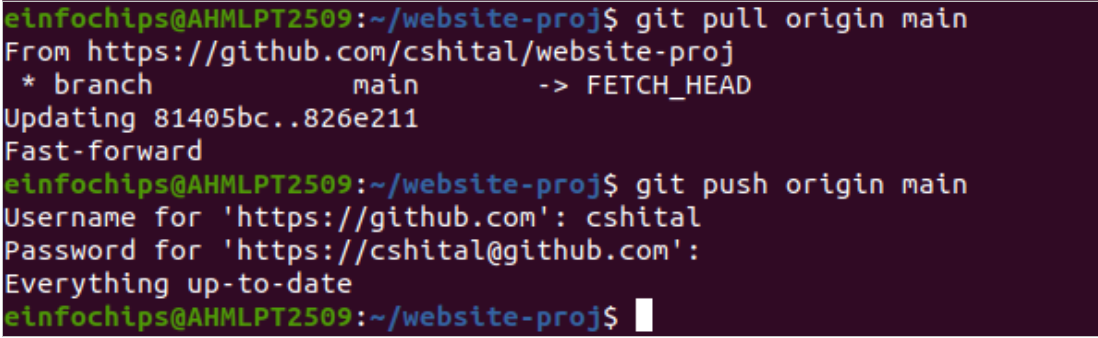 einfochips@AHMLPT2509:~/website-proj$ git pull origin main
From https://github.com/cshital/website-proj
 * branch            main       -> FETCH_HEAD
Updating 81405bc..826e211
Fast-forward
einfochips@AHMLPT2509:~/website-proj$ git push origin main
Username for 'https://github.com': cshital
Password for 'https://cshital@github.com':
Everything up-to-date
einfochips@AHMLPT2509:~/website-proj$